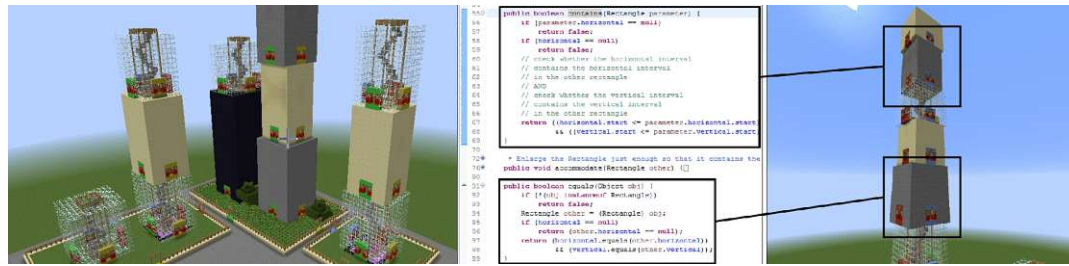 public boolean contains(Rectangle parameter) {
if (parameter.horizontal == null)
return false;
if (horizontal == null)
return false;
// check whether the horizontal interval
// contains the horizontal interval
// in the other rectangle
// AND
// check whether the vertical interval
// contains the vertical interval
// in the other rectangle
return ((horizontal.start <= parameter.horizontal.start)
&& ((vertical.start <= parameter.vertical.start)
}
* Enlarge the Rectangle just enough so that it contains the
public void accommodate(Rectangle other) {
public boolean equals(Object obj) {
if (!(obj instanceof Rectangle))
return false;
Rectangle other = (Rectangle) obj;
if (horizontal == null)
return (other.horizontal == null);
return (horizontal.equals(other.horizontal))
&& (vertical.equals(other.vertical));
}